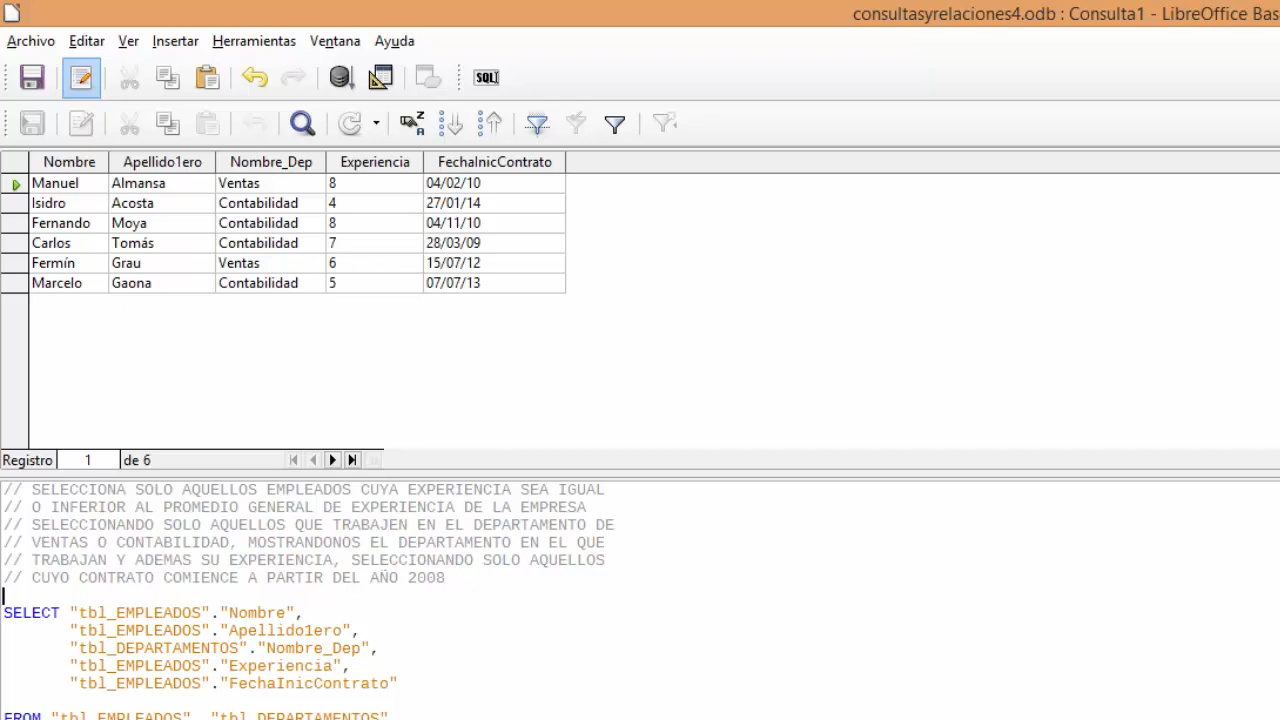 consultasyrelaciones4.odb : Consulta1 - LibreOffice Bas
Archivo Editar Ver Insertar Herramientas Ventana Ayuda
SQL
Nombre Apellido1ero Nombre_Dep Experiencia FechaInicContrato
Manuel Almansa Ventas 8 04/02/10
Isidro Acosta Contabilidad 4 27/01/14
Fernando Moya Contabilidad 8 04/11/10
Carlos Tomás Contabilidad 7 28/03/09
Fermín Grau Ventas 6 15/07/12
Marcelo Gaona Contabilidad 5 07/07/13
Registro 1 de 6
// SELECCIONA SOLO AQUELLOS EMPLEADOS CUYA EXPERIENCIA SEA IGUAL
// O INFERIOR AL PROMEDIO GENERAL DE EXPERIENCIA DE LA EMPRESA
// SELECCIONANDO SOLO AQUELLOS QUE TRABAJEN EN EL DEPARTAMENTO DE
// VENTAS O CONTABILIDAD, MOSTRANDONOS EL DEPARTAMENTO EN EL QUE
// TRABAJAN Y ADEMAS SU EXPERIENCIA, SELECCIONANDO SOLO AQUELLOS
// CUYO CONTRATO COMIENCE A PARTIR DEL AÑO 2008
SELECT "tbl_EMPLEADOS"."Nombre",
"tbl_EMPLEADOS"."Apellido1ero",
"tbl_DEPARTAMENTOS"."Nombre_Dep",
"tbl_EMPLEADOS"."Experiencia",
"tbl_EMPLEADOS"."FechaInicContrato"
FROM "tbl_EMPLEADOS", "tbl_DEPARTAMENTOS"